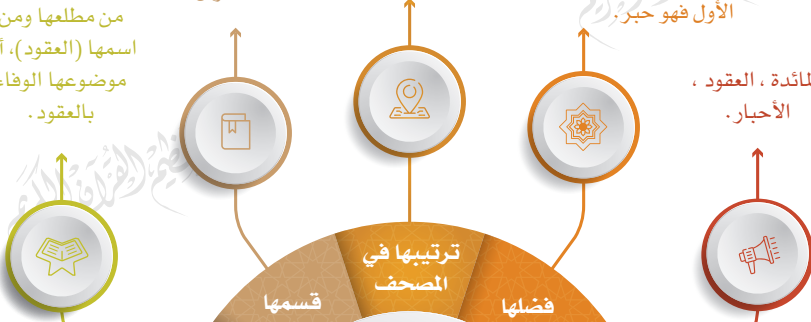 الأول فهو حبر.
المائدة ، العقود ،
الأحبار.
من مطلعها ومن
اسمها (العقود)،
موضوعها الوفاء
بالعقود.
فضلها
ترتيبها في
المصحف
قسمها